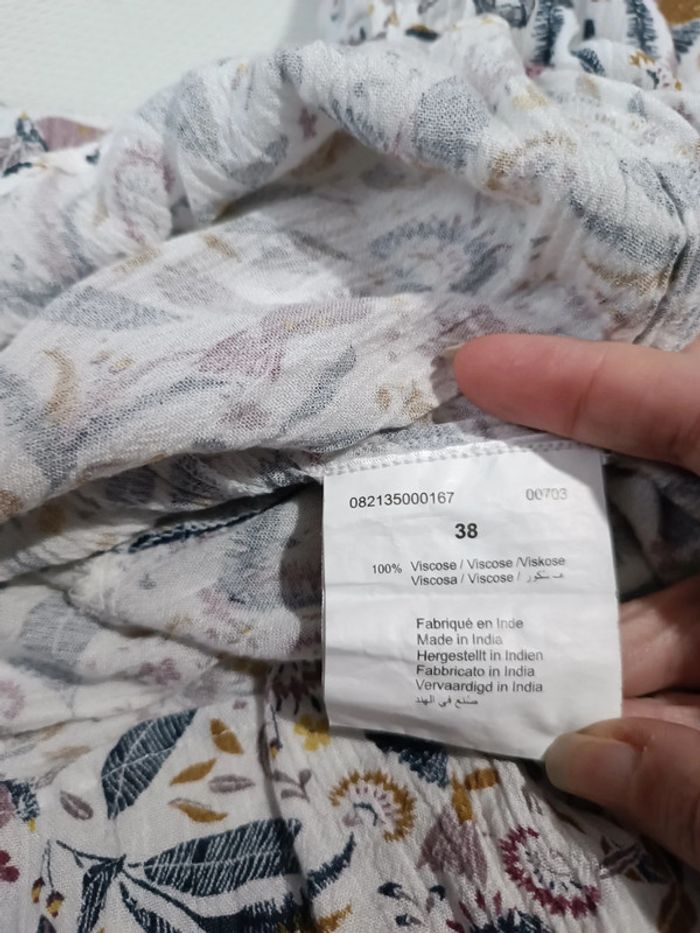 082135000167 00703
38
100% Viscose / Viscose /Viskose
Viscosa / Viscose / فيسكوز
Fabriqué en Inde
Made in India
Hergestellt in Indien
Fabbricato in India
Vervaardigd in India
صنع في الهند